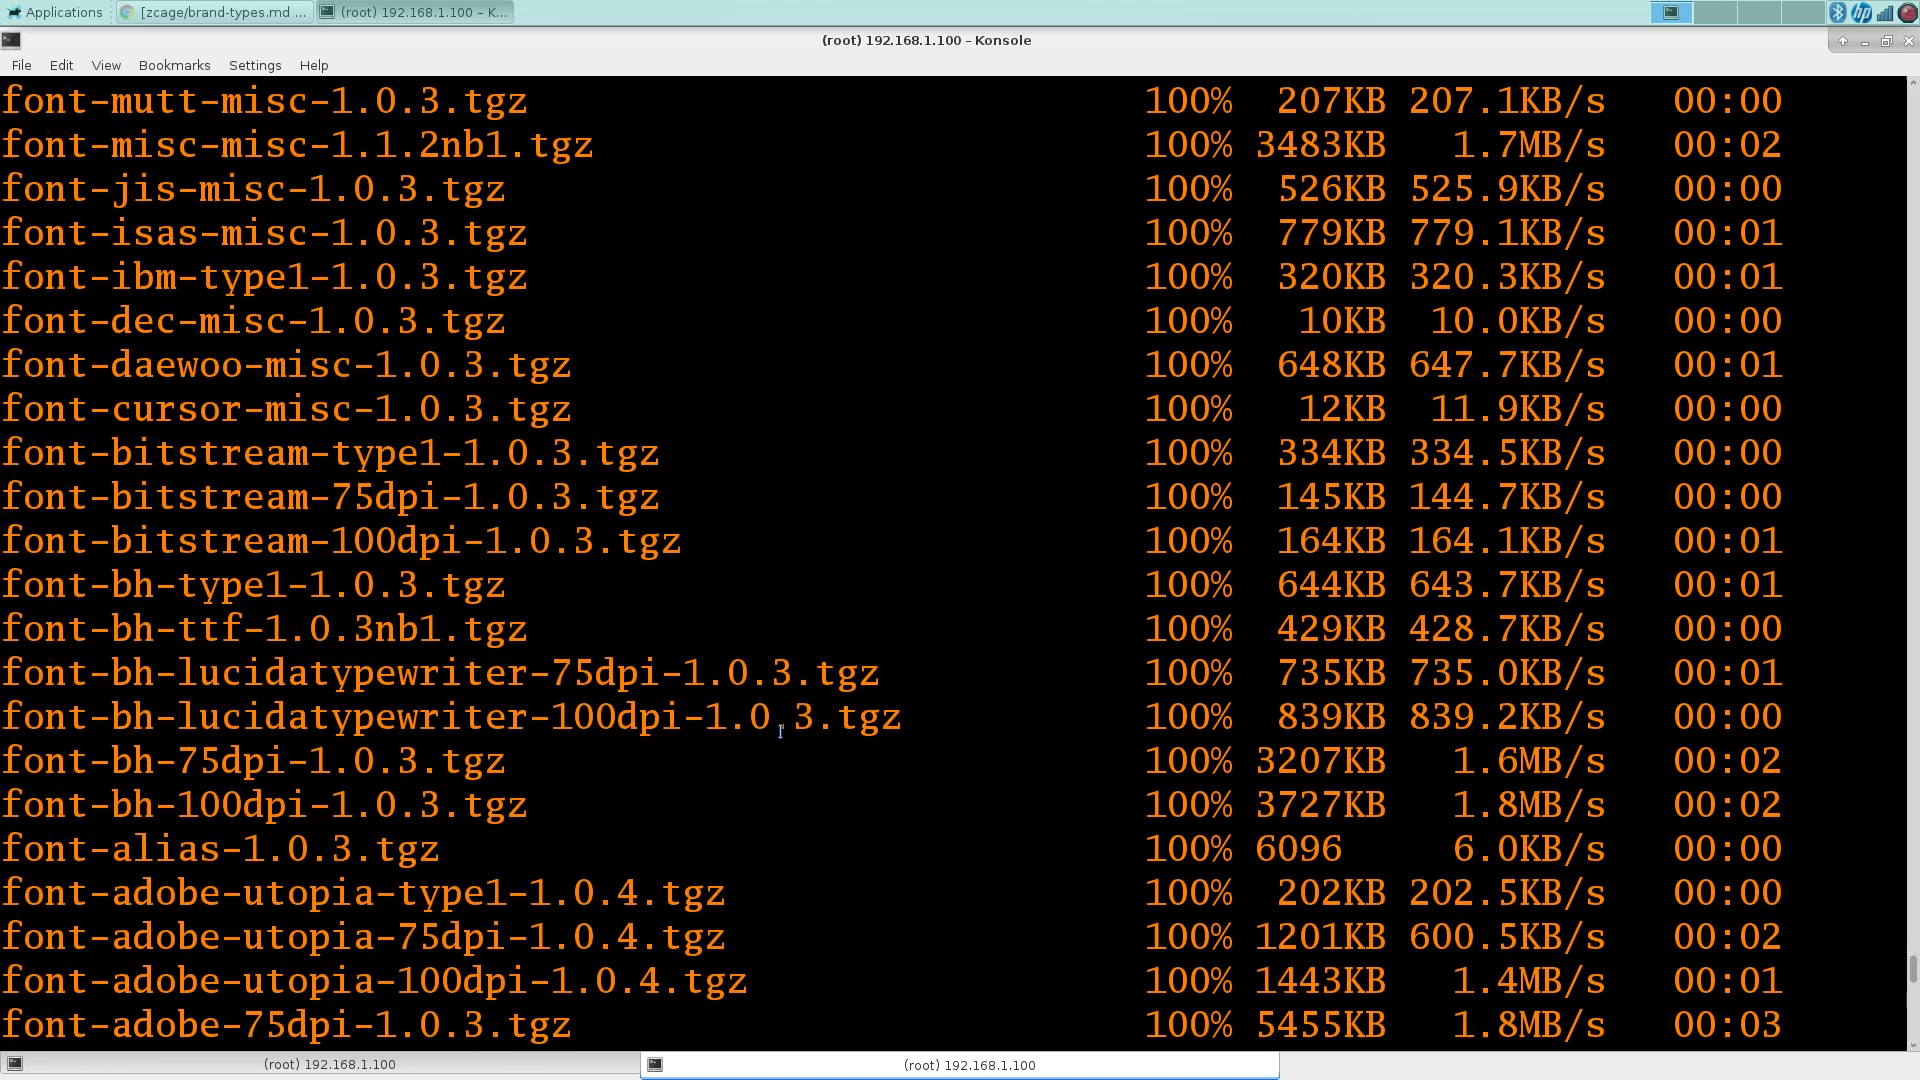 Applications [zcage/brand-types.md ... (root) 192.168.1.100 – K...
(root) 192.168.1.100 – Konsole
File Edit View Bookmarks Settings Help
font-mutt-misc-1.0.3.tgz 100% 207KB 207.1KB/s 00:00
font-misc-misc-1.1.2nb1.tgz 100% 3483KB 1.7MB/s 00:02
font-jis-misc-1.0.3.tgz 100% 526KB 525.9KB/s 00:00
font-isas-misc-1.0.3.tgz 100% 779KB 779.1KB/s 00:01
font-ibm-type1-1.0.3.tgz 100% 320KB 320.3KB/s 00:01
font-dec-misc-1.0.3.tgz 100% 10KB 10.0KB/s 00:00
font-daewoo-misc-1.0.3.tgz 100% 648KB 647.7KB/s 00:01
font-cursor-misc-1.0.3.tgz 100% 12KB 11.9KB/s 00:00
font-bitstream-type1-1.0.3.tgz 100% 334KB 334.5KB/s 00:00
font-bitstream-75dpi-1.0.3.tgz 100% 145KB 144.7KB/s 00:00
font-bitstream-100dpi-1.0.3.tgz 100% 164KB 164.1KB/s 00:01
font-bh-type1-1.0.3.tgz 100% 644KB 643.7KB/s 00:01
font-bh-ttf-1.0.3nb1.tgz 100% 429KB 428.7KB/s 00:00
font-bh-lucidatypewriter-75dpi-1.0.3.tgz 100% 735KB 735.0KB/s 00:01
font-bh-lucidatypewriter-100dpi-1.0.3.tgz 100% 839KB 839.2KB/s 00:00
font-bh-75dpi-1.0.3.tgz 100% 3207KB 1.6MB/s 00:02
font-bh-100dpi-1.0.3.tgz 100% 3727KB 1.8MB/s 00:02
font-alias-1.0.3.tgz 100% 6096 6.0KB/s 00:00
font-adobe-utopia-type1-1.0.4.tgz 100% 202KB 202.5KB/s 00:00
font-adobe-utopia-75dpi-1.0.4.tgz 100% 1201KB 600.5KB/s 00:02
font-adobe-utopia-100dpi-1.0.4.tgz 100% 1443KB 1.4MB/s 00:01
font-adobe-75dpi-1.0.3.tgz 100% 5455KB 1.8MB/s 00:03
(root) 192.168.1.100 (root) 192.168.1.100